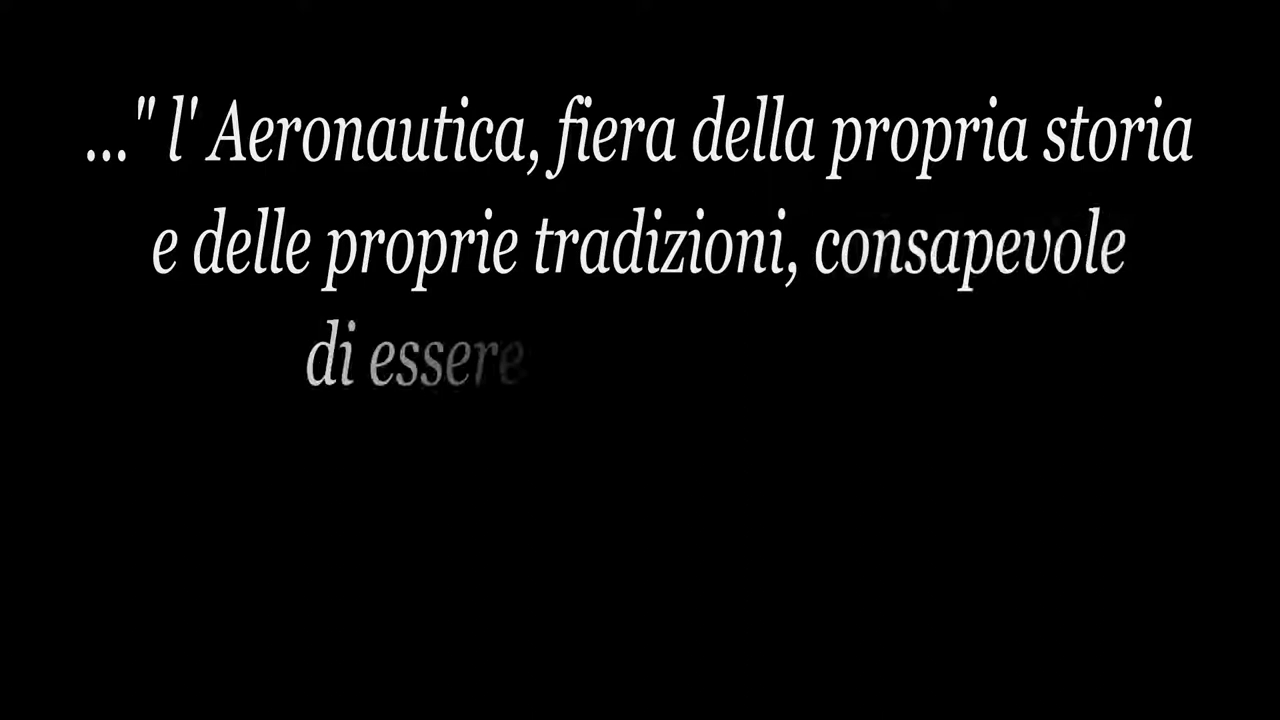 ..." l' Aeronautica, fiera della propria storia
e delle proprie tradizioni, consapevole
di essere